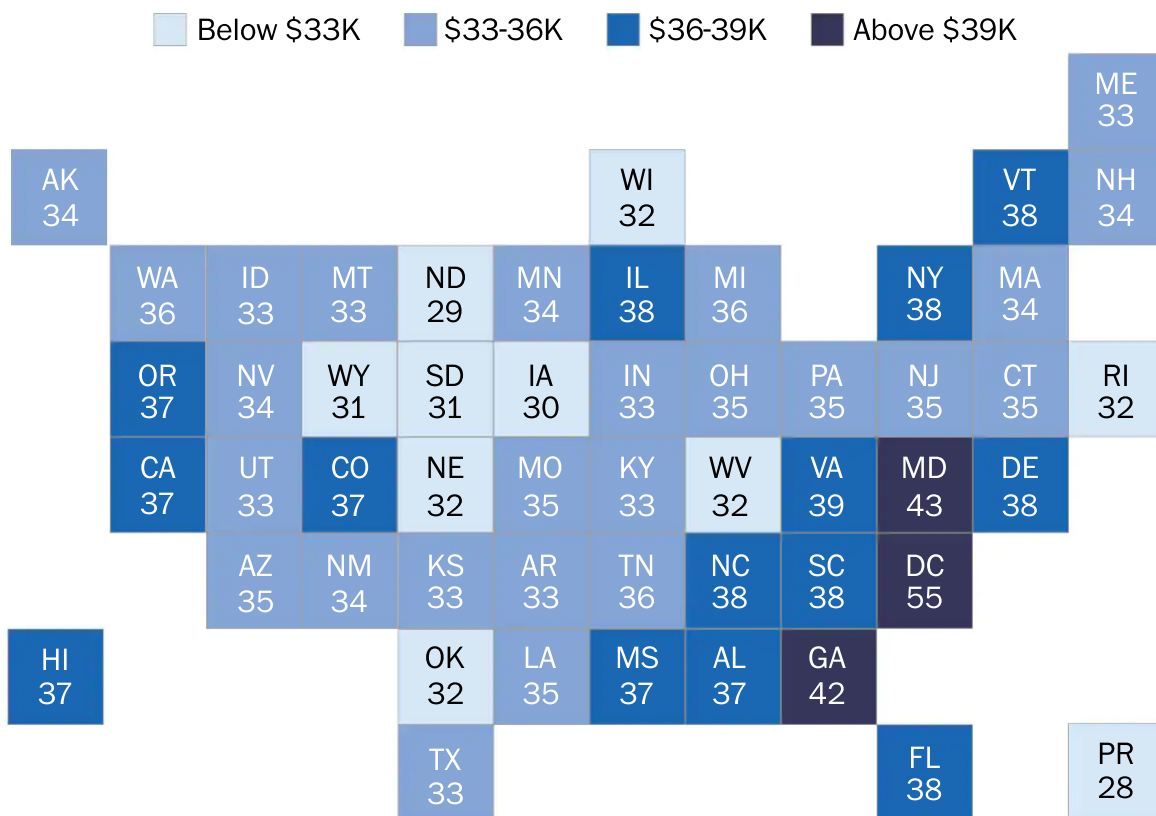 Below $33K $33-36K $36-39K Above $39K
ME
33
AK WI VT NH
34 32 38 34
WA ID MT ND MN IL MI NY MA
36 33 33 29 34 38 36 38 34
OR NV WY SD IA IN OH PA NJ CT RI
37 34 31 31 30 33 35 35 35 35 32
CA UT CO NE MO KY WV VA MD DE
37 33 37 32 35 33 32 39 43 38
AZ NM KS AR TN NC SC DC
35 34 33 33 36 38 38 55
HI OK LA MS AL GA
37 32 35 37 37 42
TX FL PR
33 38 28